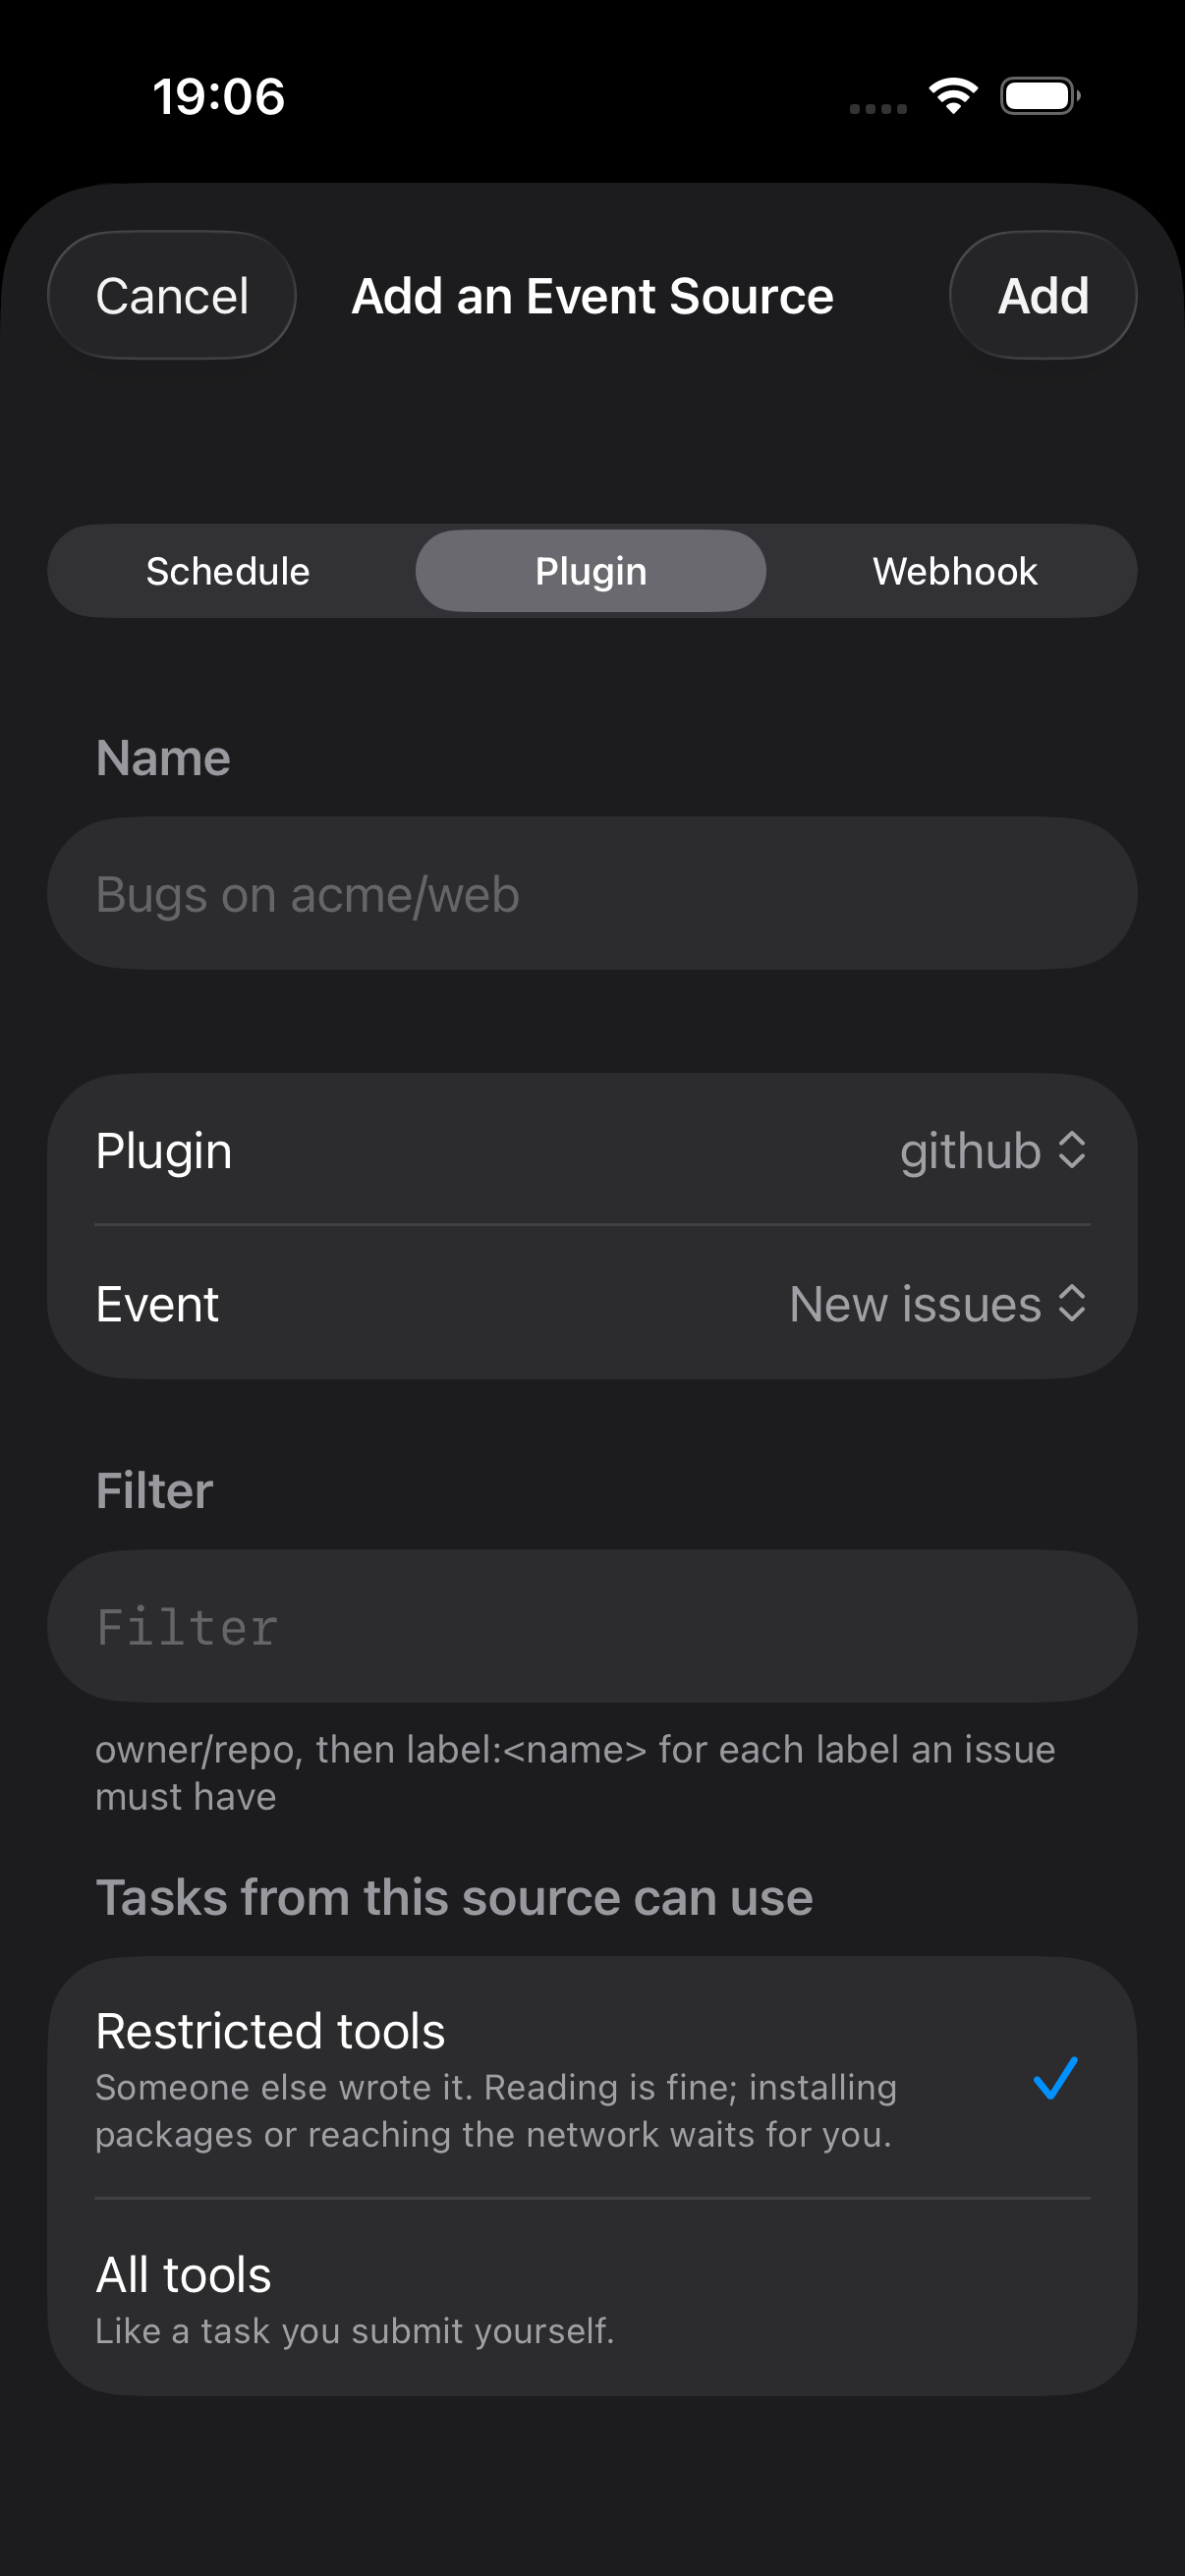 19:06
Cancel
Add an Event Source
Add
Schedule
Plugin
Webhook
Name
Bugs on acme/web
Plugin
github
Event
New issues
Filter
Filter
owner/repo, then label:<name> for each label an issue
must have
Tasks from this source can use
Restricted tools
Someone else wrote it. Reading is fine; installing
packages or reaching the network waits for you.
All tools
Like a task you submit yourself.